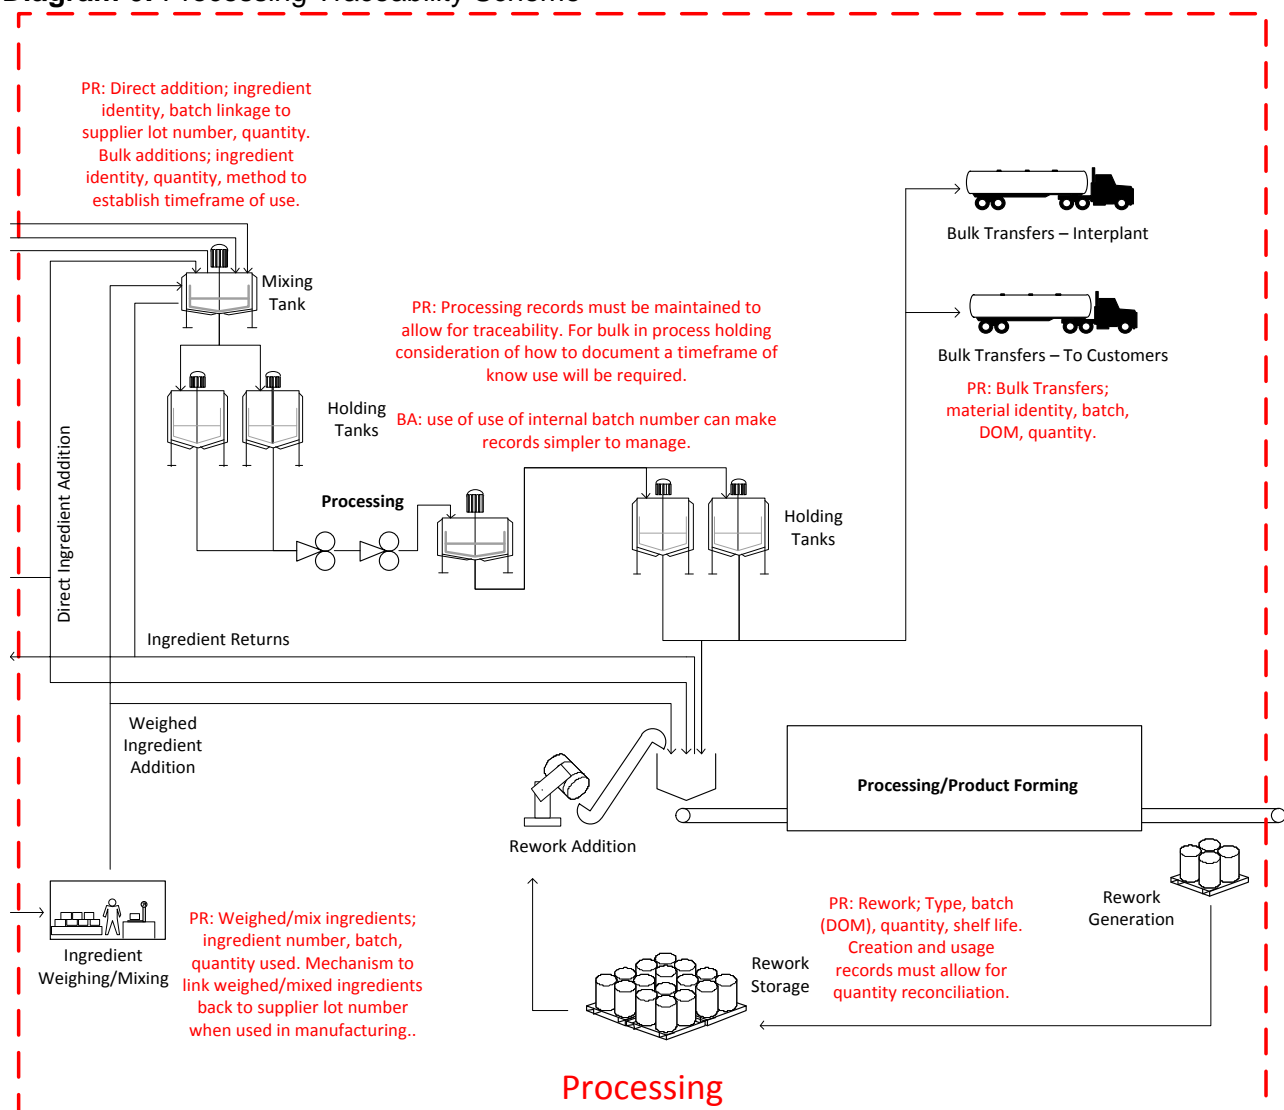 Diagram 3: Processing Traceability Scheme
PR: Direct addition; ingredient
identity, batch linkage to
supplier lot number, quantity.
Bulk additions; ingredient
identity, quantity, method to
establish timeframe of use.
Mixing
Tank
Bulk Transfers – Interplant
PR: Processing records must be maintained to
allow for traceability. For bulk in process holding
consideration of how to document a timeframe of
know use will be required.
BA: use of use of internal batch number can make
records simpler to manage.
Bulk Transfers – To Customers
PR: Bulk Transfers;
material identity, batch,
DOM, quantity.
Holding
Tanks
Processing
Holding
Tanks
Direct Ingredient Addition
Ingredient Returns
Weighed
Ingredient
Addition
Processing/Product Forming
Rework Addition
Rework
Generation
PR: Weighed/mix ingredients;
ingredient number, batch,
quantity used. Mechanism to
link weighed/mixed ingredients
back to supplier lot number
when used in manufacturing..
Ingredient
Weighing/Mixing
Rework
Storage
PR: Rework; Type, batch
(DOM), quantity, shelf life.
Creation and usage
records must allow for
quantity reconciliation.
Processing